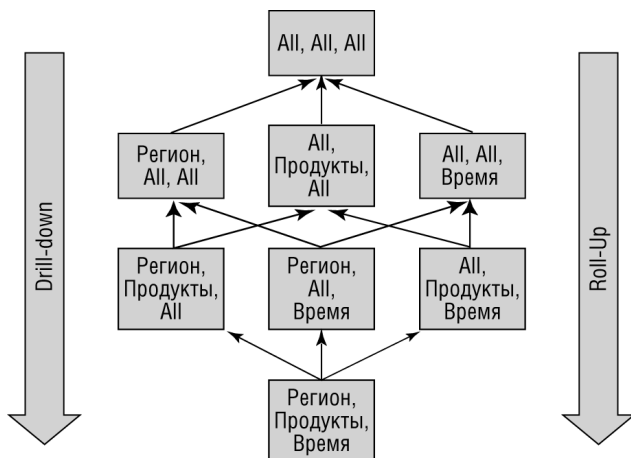 All, All, All
Регион,
All, All
All,
Продукты,
All
All, All,
Время
Drill-down
Roll-Up
Регион,
Продукты,
All
Регион,
All,
Время
All,
Продукты,
Время
Регион,
Продукты,
Время